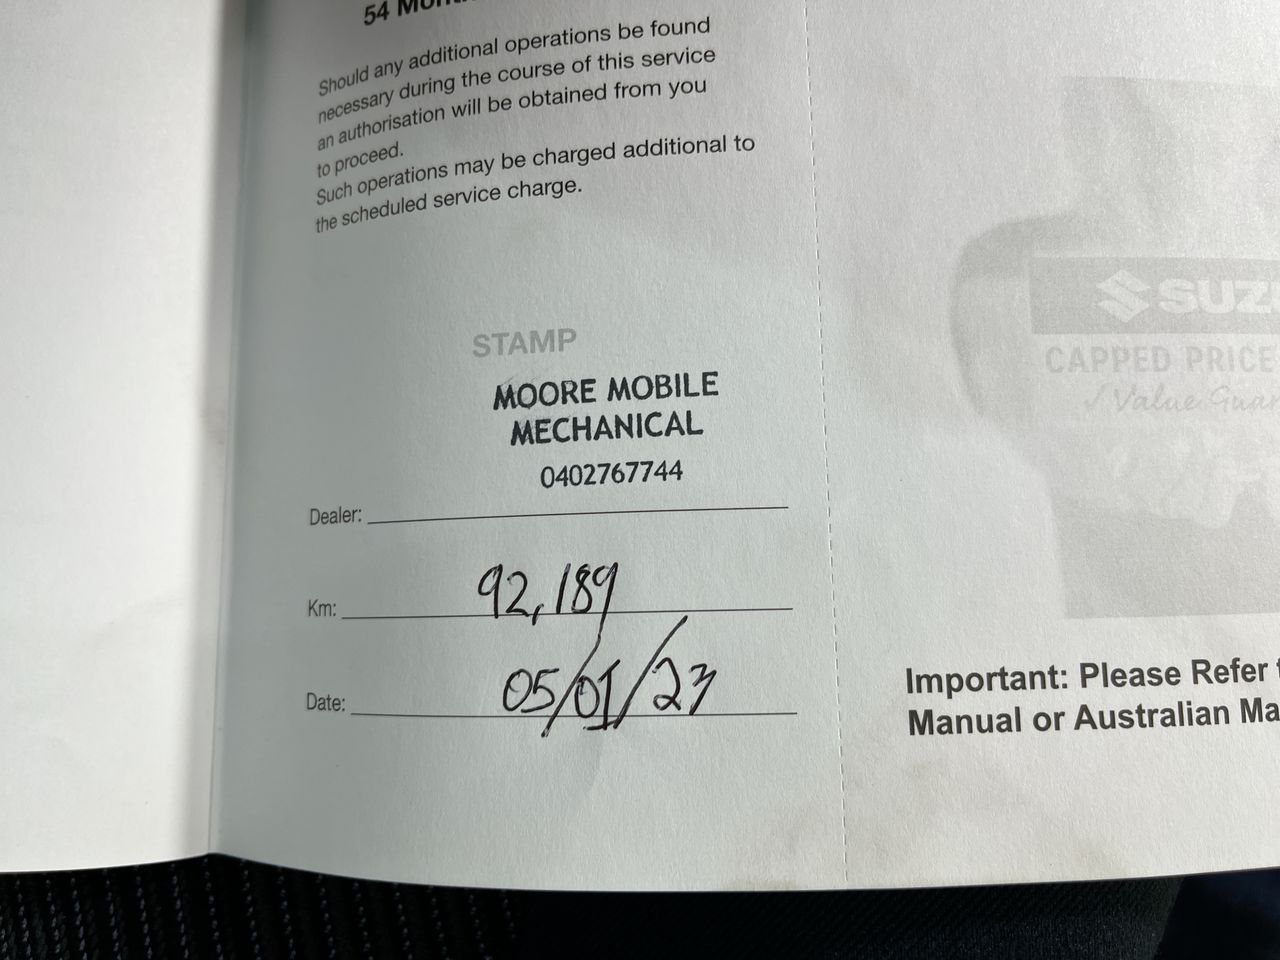 54
Should any additional operations be found
necessary during the course of this service
an authorisation will be obtained from you
to proceed.
Such operations may be charged additional to
the scheduled service charge.
STAMP
MOORE MOBILE
MECHANICAL
0402767744
Dealer:
Km: 92,189
Date: 05/01/23
CAPPED PRICE
✓ Value
Important: Please Refer
Manual or Australian